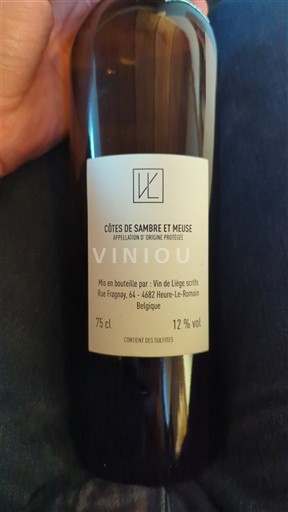 VL
CÔTES DE SAMBRE ET MEUSE
APPELLATION D'ORIGINE PROTÉGÉE
VINIOU
Mis en bouteille par : Vin de Liège scrlfs
Rue Fragnay, 64 - 4682 Heure-Le-Romain
Belgique
75 cl 12 % vol
CONTIENT DES SULFITES